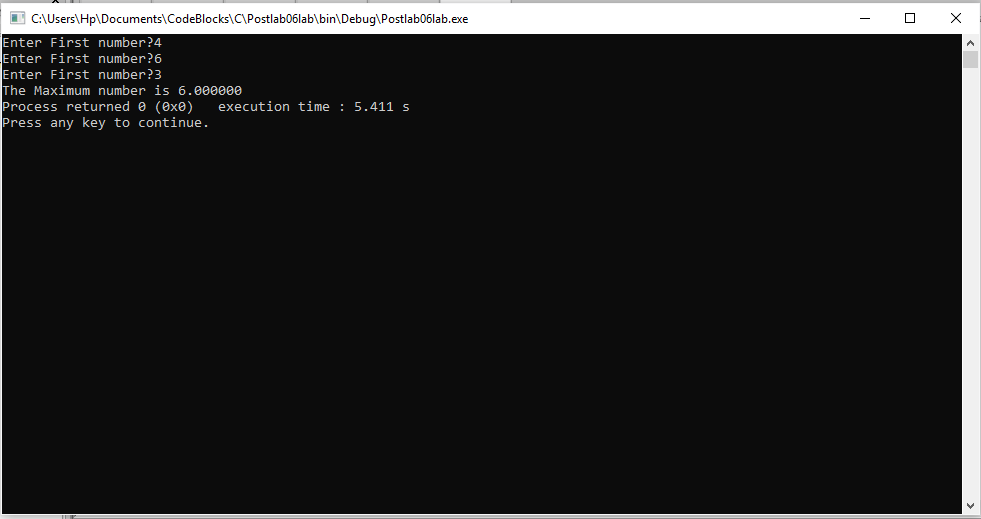 C:\Users\Hp\Documents\CodeBlocks\C\Postlab06lab\bin\Debug\Postlab06lab.exe
Enter First number?4
Enter First number?6
Enter First number?3
The Maximum number is 6.000000
Process returned 0 (0x0)   execution time : 5.411 s
Press any key to continue.